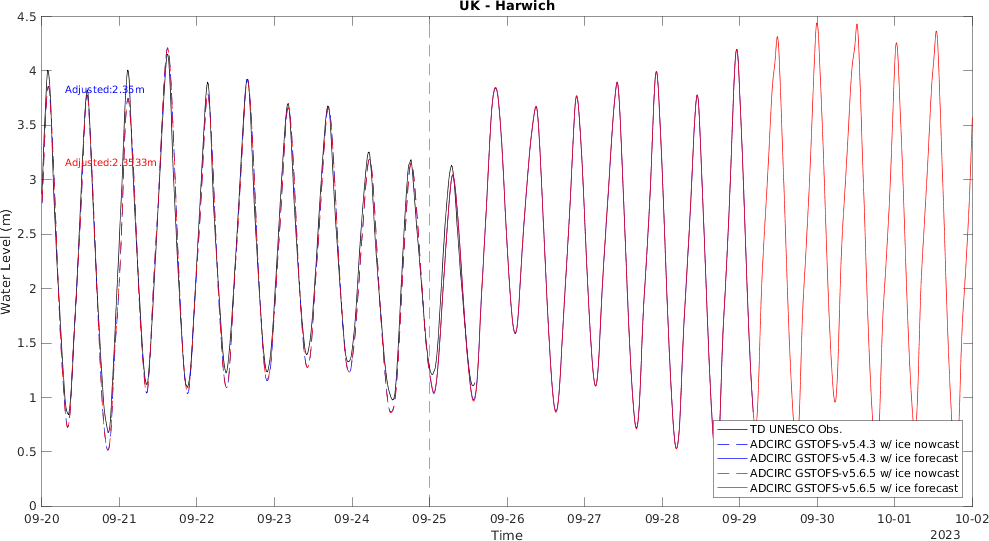 UK - Harwich
4.5
4
3.5
3
2.5
2
1.5
1
0.5
0
Water Level (m)
Adjusted:2.35m
Adjusted:2.3533m
TD UNESCO Obs.
ADCIRC GSTOFS-v5.4.3 w/ ice nowcast
ADCIRC GSTOFS-v5.4.3 w/ ice forecast
ADCIRC GSTOFS-v5.6.5 w/ ice nowcast
ADCIRC GSTOFS-v5.6.5 w/ ice forecast
09-20 09-21 09-22 09-23 09-24 09-25 09-26 09-27 09-28 09-29 09-30 10-01 10-02
Time
2023